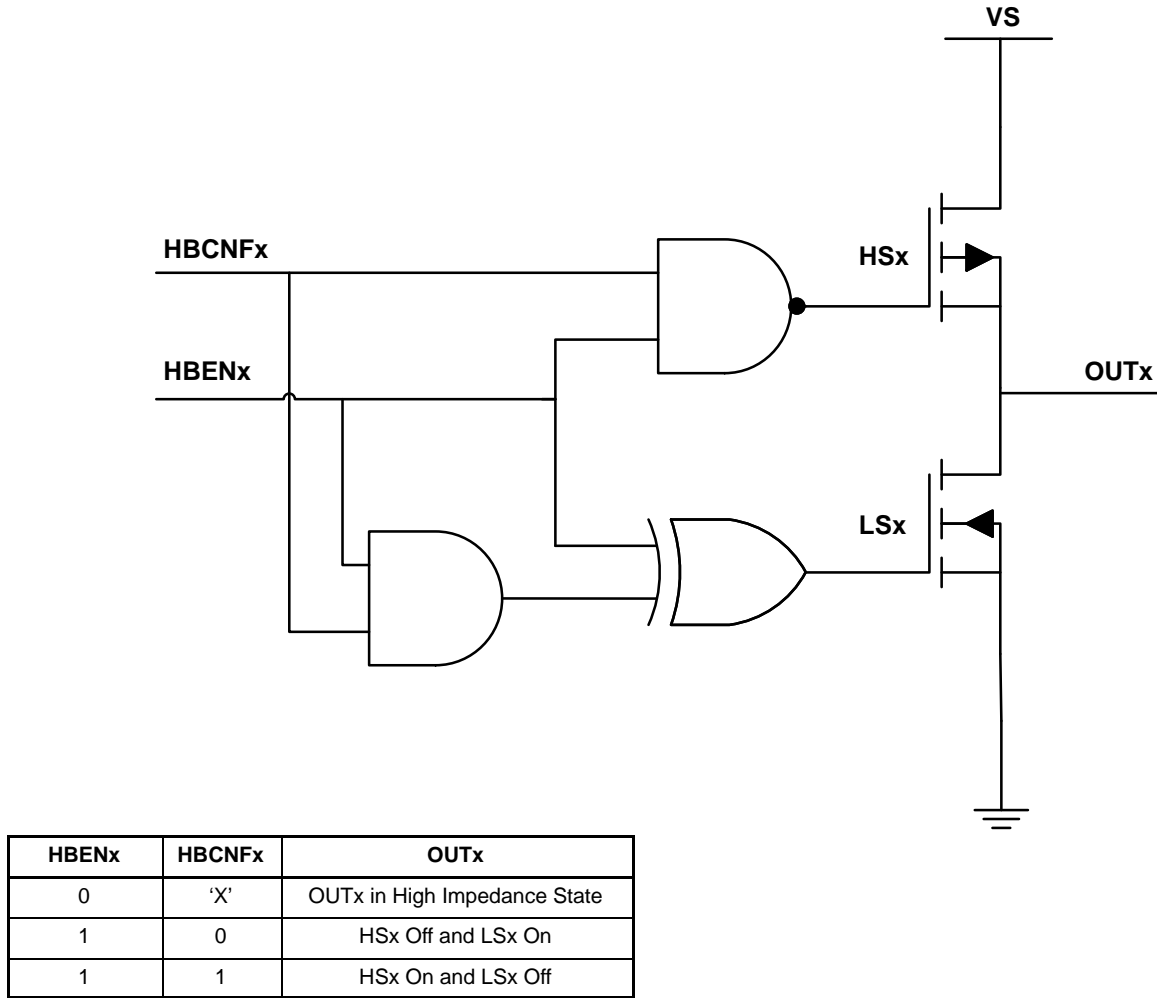 VS
HBCNFx
HSx
HBENx
OUTx
LSx
HBENx HBCNFx OUTx
0 ‘X’ OUTx in High Impedance State
1 0 HSx Off and LSx On
1 1 HSx On and LSx Off